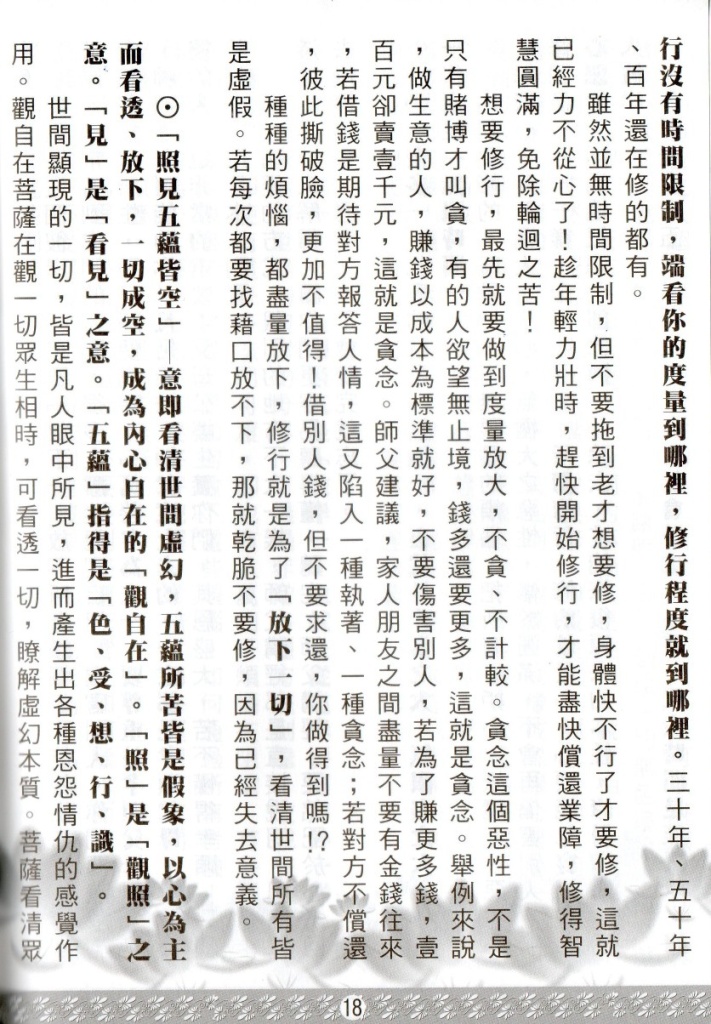 行沒有時間限制，端看你的度量到哪裡，修行程度就到哪裡。三十年、五十年
、百年還在修的都有。
雖然並無時間限制，但不要拖到老才想要修，身體快不行了才要修，這就
已經力不從心了！趁年輕力壯時，趕快開始修行，才能盡快償還業障，修得智
慧圓滿，免除輪迴之苦！
想要修行，最先就要做到度量放大、不貪、不計較。貪念這個惡性，不是
只有賭博才叫貪，有的人欲望無止境，錢多還要更多，這就是貪念。舉例來說
，做生意的人，賺錢以成本為標準就好，不要傷害別人，若為了賺更多錢，壹
百元卻賣壹千元，這就是貪念。師父建議，家人朋友之間盡量不要有金錢往來
，若借錢是期待對方報答人情，這又陷入一種執著、一種貪念；若對方不償還
，彼此撕破臉，更加不值得！借別人錢，但不要求還，你做得到嗎!?
種種的煩惱，都盡量放下，修行就是為了「放下一切」，看清世間所有皆
是虛假。若每次都要找藉口放不下，那就乾脆不要修，因為已經失去意義。
⊙「照見五蘊皆空」—意即看清世間虛幻，五蘊所苦皆是假象，以心為主
而看透、放下，一切成空，成為內心自在的「觀自在」。「照」是「觀照」之
意。「見」是「看見」之意。「五蘊」指得是「色、受、想、行、識」。
世間顯現的一切，皆是凡人眼中所見，進而產生出各種恩怨情仇的感覺作
用。觀自在菩薩在觀一切眾生相時，可看透一切，瞭解虛幻本質。菩薩看清眾
18